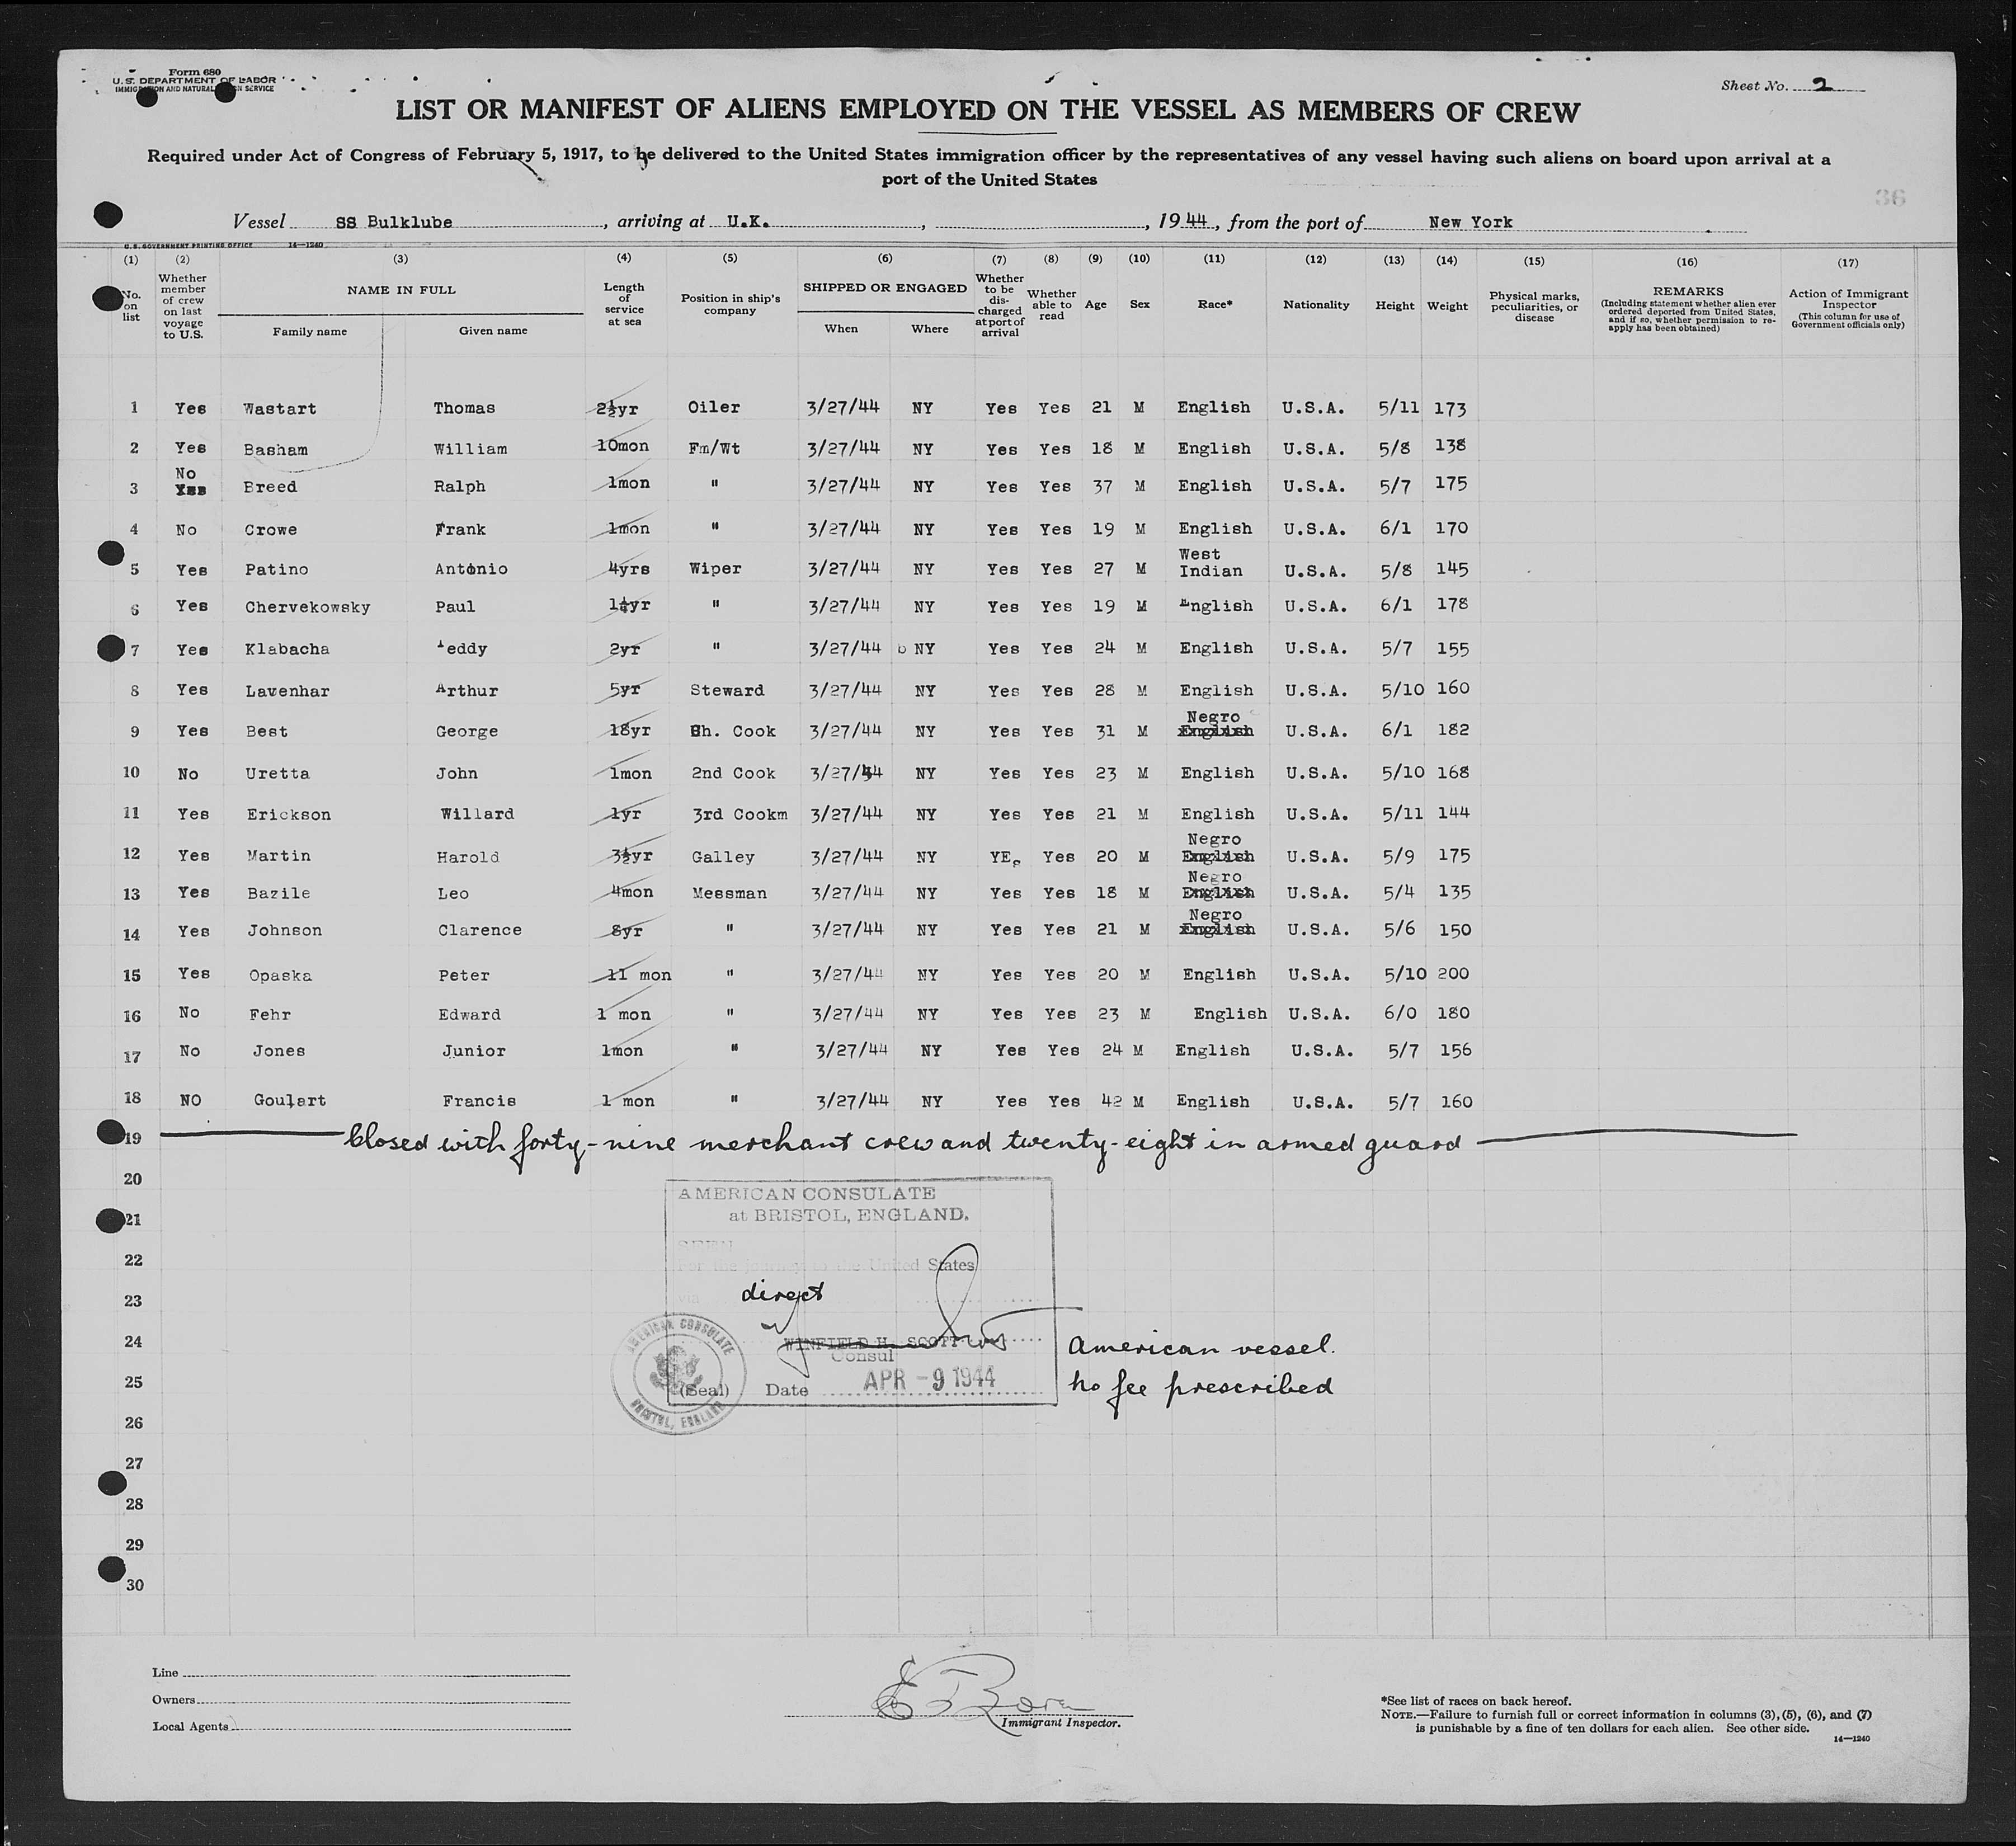 Form 680
U. S. DEPARTMENT OF LABOR
IMMIGRATION AND NATURALIZATION SERVICE
Sheet No. 2
LIST OR MANIFEST OF ALIENS EMPLOYED ON THE VESSEL AS MEMBERS OF CREW
Required under Act of Congress of February 5, 1917, to be delivered to the United States immigration officer by the representatives of any vessel having such aliens on board upon arrival at a
port of the United States
36
Vessel SS Bulklube, arriving at U.K., , 1944, from the port of New York
U. S. GOVERNMENT PRINTING OFFICE 14—1240
(1) (2) (3) (4) (5) (6) (7) (8) (9) (10) (11) (12) (13) (14) (15) (16) (17)
No. on list
Whether member of crew on last voyage to U.S.
NAME IN FULL
Family name
Given name
Length of service at sea
Position in ship's company
SHIPPED OR ENGAGED
When
Where
Whether to be discharged at port of arrival
Whether able to read
Age
Sex
Race*
Nationality
Height
Weight
Physical marks, peculiarities, or disease
REMARKS
(Including statement whether alien ever ordered deported from United States, and if so, whether permission to re-apply has been obtained)
Action of Immigrant Inspector
(This column for use of Government officials only)
1 Yes Wastart Thomas 2½yr Oiler 3/27/44 NY Yes Yes 21 M English U.S.A. 5/11 173
2 Yes Basham William 10mon Fm/Wt 3/27/44 NY Yes Yes 18 M English U.S.A. 5/8 138
No
3 Yes Breed Ralph 1mon " 3/27/44 NY Yes Yes 37 M English U.S.A. 5/7 175
4 No Crowe Frank 1mon " 3/27/44 NY Yes Yes 19 M English U.S.A. 6/1 170
West
5 Yes Patino Antonio 4yrs Wiper 3/27/44 NY Yes Yes 27 M Indian U.S.A. 5/8 145
6 Yes Chervekowsky Paul 1¼yr " 3/27/44 NY Yes Yes 19 M English U.S.A. 6/1 178
7 Yes Klabacha Teddy 2yr " 3/27/44 NY Yes Yes 24 M English U.S.A. 5/7 155
8 Yes Lavenhar Arthur 5yr Steward 3/27/44 NY Yes Yes 28 M English U.S.A. 5/10 160
Negro
9 Yes Best George 18yr Ch. Cook 3/27/44 NY Yes Yes 31 M English U.S.A. 6/1 182
10 No Uretta John 1mon 2nd Cook 3/27/44 NY Yes Yes 23 M English U.S.A. 5/10 168
11 Yes Erickson Willard 1yr 3rd Cookm 3/27/44 NY Yes Yes 21 M English U.S.A. 5/11 144
Negro
12 Yes Martin Harold 3½yr Galley 3/27/44 NY YEs Yes 20 M English U.S.A. 5/9 175
Negro
13 Yes Bazile Leo 4mon Messman 3/27/44 NY Yes Yes 18 M English U.S.A. 5/4 135
Negro
14 Yes Johnson Clarence 8yr " 3/27/44 NY Yes Yes 21 M English U.S.A. 5/6 150
15 Yes Opaska Peter 11 mon " 3/27/44 NY Yes Yes 20 M English U.S.A. 5/10 200
16 No Fehr Edward 1 mon " 3/27/44 NY Yes Yes 23 M English U.S.A. 6/0 180
17 No Jones Junior 1mon " 3/27/44 NY Yes Yes 24 M English U.S.A. 5/7 156
18 NO Goulart Francis 1 mon " 3/27/44 NY Yes Yes 42 M English U.S.A. 5/7 160
19 Closed with forty-nine merchant crew and twenty-eight in armed guard
20
AMERICAN CONSULATE
at BRISTOL, ENGLAND.
21
SEEN
22
For the journey to the United States
23 via direct
24 WINFIELD H. SCOTT
Consul
American vessel.
25 (Seal) Date APR -9 1944
No fee prescribed
AMERICAN CONSULATE
BRISTOL, ENGLAND
26
27
28
29
30
Line
Owners
Local Agents
Immigrant Inspector.
*See list of races on back hereof.
NOTE.—Failure to furnish full or correct information in columns (3), (5), (6), and (7)
is punishable by a fine of ten dollars for each alien. See other side.
14—1240